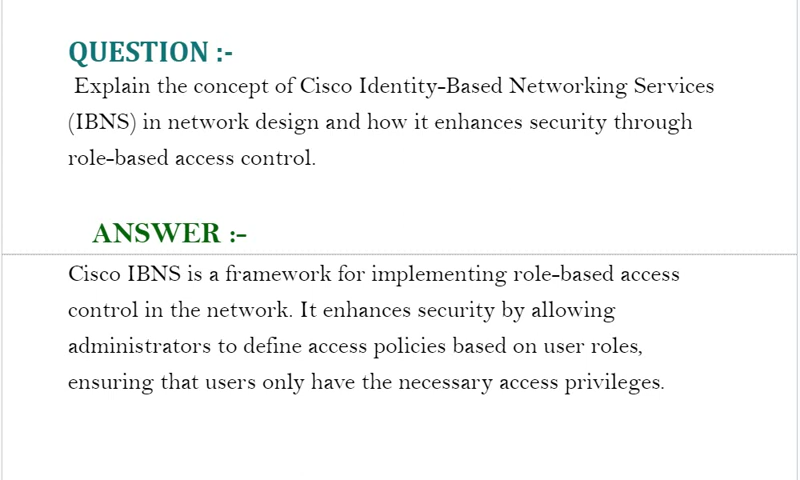 QUESTION :-
Explain the concept of Cisco Identity-Based Networking Services
(IBNS) in network design and how it enhances security through
role-based access control.
ANSWER :-
Cisco IBNS is a framework for implementing role-based access
control in the network. It enhances security by allowing
administrators to define access policies based on user roles,
ensuring that users only have the necessary access privileges.